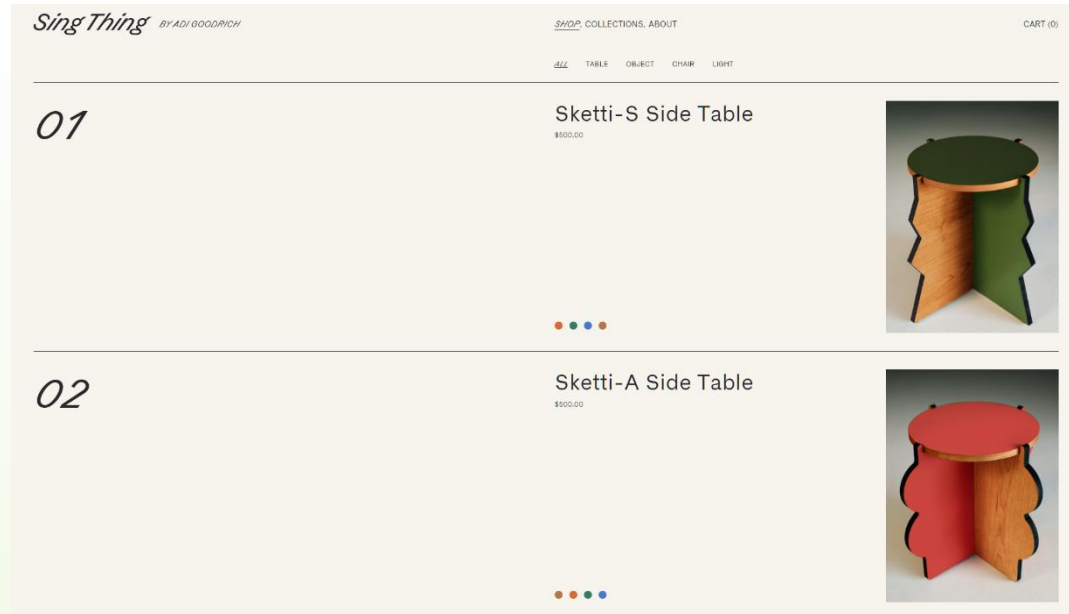 Sing Thing BY ADI GOODRICH
SHOP, COLLECTIONS, ABOUT
CART (0)
ALL TABLE OBJECT CHAIR LIGHT
01
Sketti-S Side Table
$500.00
02
Sketti-A Side Table
$500.00